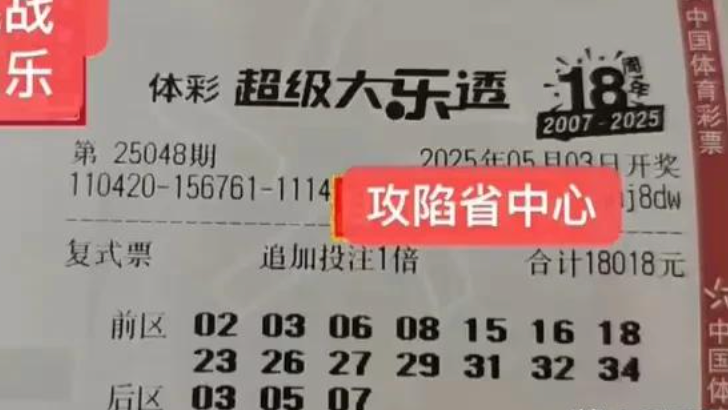 战
乐
体彩 超级大乐透 18周年
2007-2025
第 25048期 2025年05月03日开奖
110420-156761-1114
攻陷省中心
j8dw
复式票 追加投注1倍 合计18018元
前区 02 03 06 08 15 16 18
23 26 27 29 31 32 34
后区 03 05 07
中国体育彩票
中国体